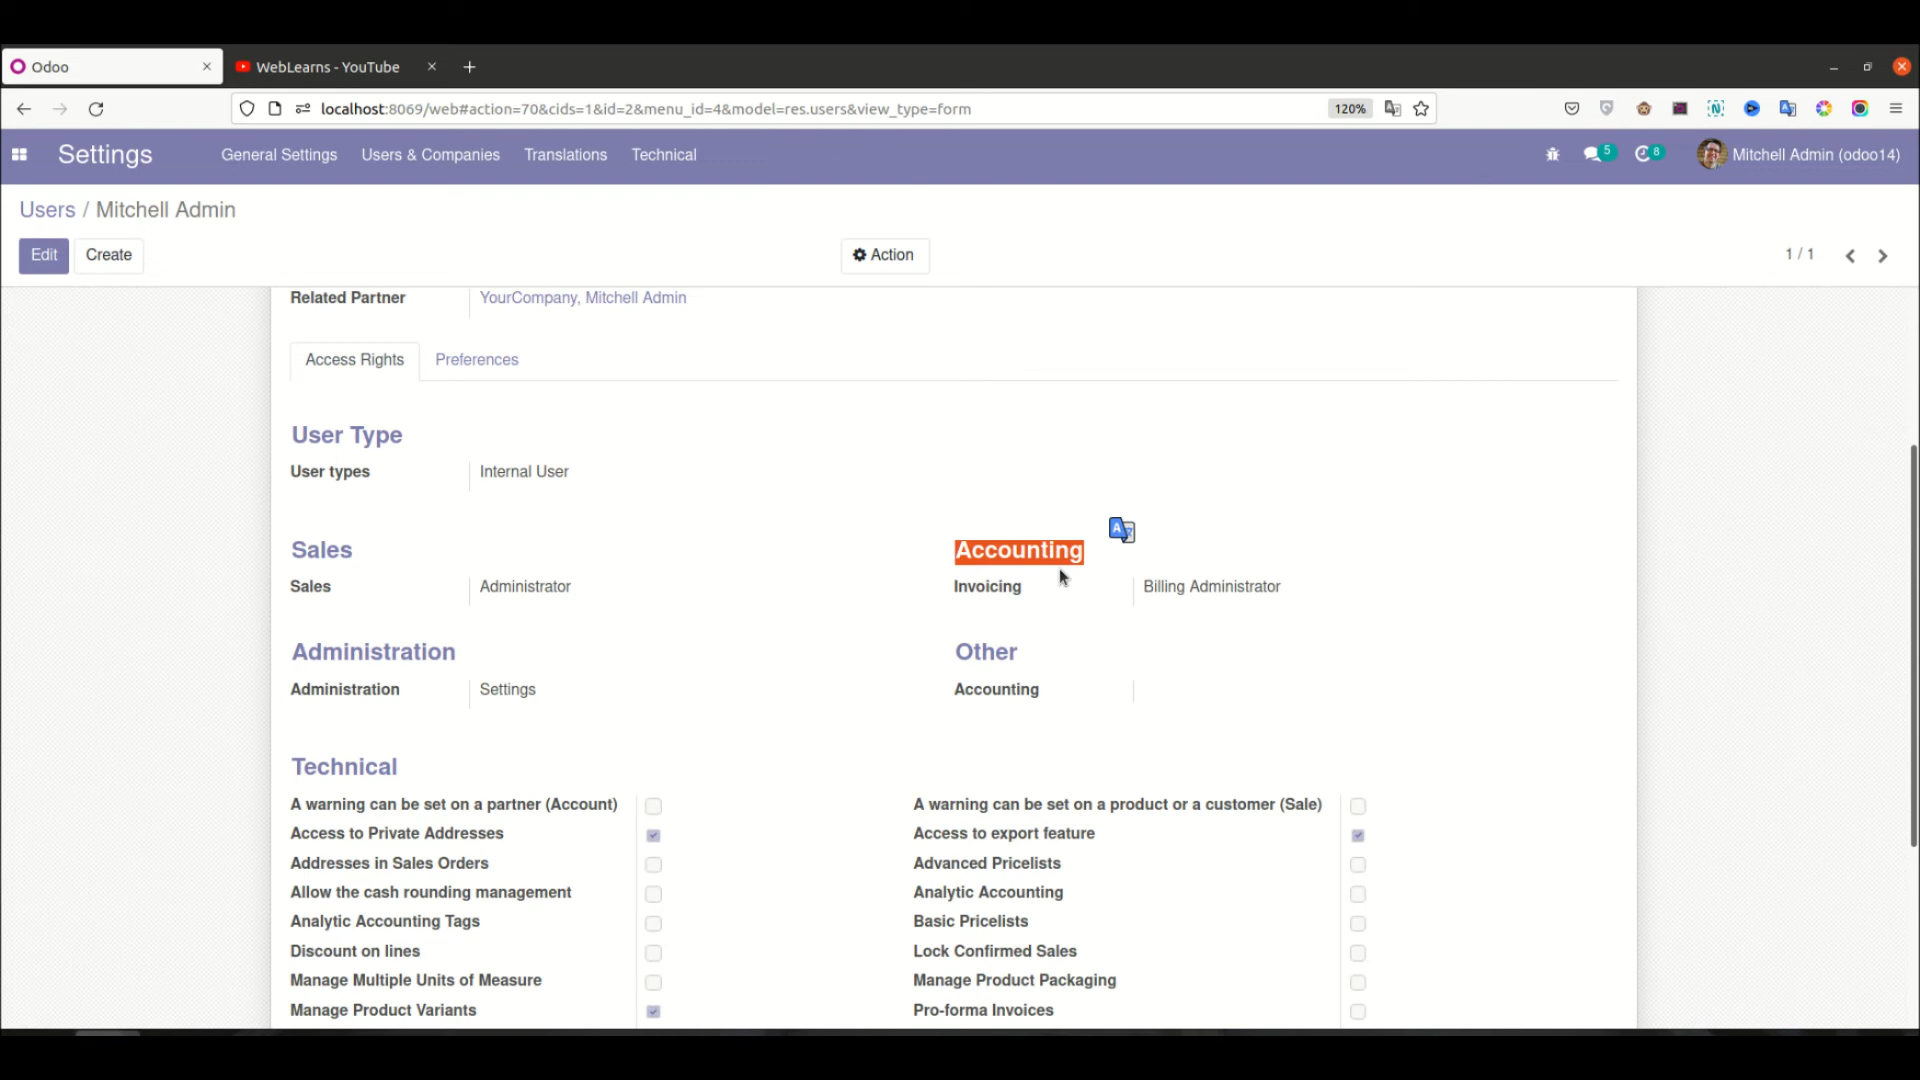 Odoo
WebLearns - YouTube
localhost:8069/web#action=70&cids=1&id=2&menu_id=4&model=res.users&view_type=form
120%
Settings
General Settings
Users & Companies
Translations
Technical
5
8
Mitchell Admin (odoo14)
Users / Mitchell Admin
Edit
Create
Action
1 / 1
Related Partner
YourCompany, Mitchell Admin
Access Rights
Preferences
User Type
User types
Internal User
Sales
Accounting
Sales
Administrator
Invoicing
Billing Administrator
Administration
Other
Administration
Settings
Accounting
Technical
A warning can be set on a partner (Account)
A warning can be set on a product or a customer (Sale)
Access to Private Addresses
Access to export feature
Addresses in Sales Orders
Advanced Pricelists
Allow the cash rounding management
Analytic Accounting
Analytic Accounting Tags
Basic Pricelists
Discount on lines
Lock Confirmed Sales
Manage Multiple Units of Measure
Manage Product Packaging
Manage Product Variants
Pro-forma Invoices